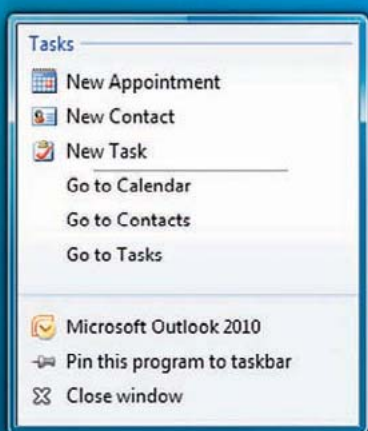 Tasks
New Appointment
New Contact
New Task
Go to Calendar
Go to Contacts
Go to Tasks
Microsoft Outlook 2010
Pin this program to taskbar
Close window